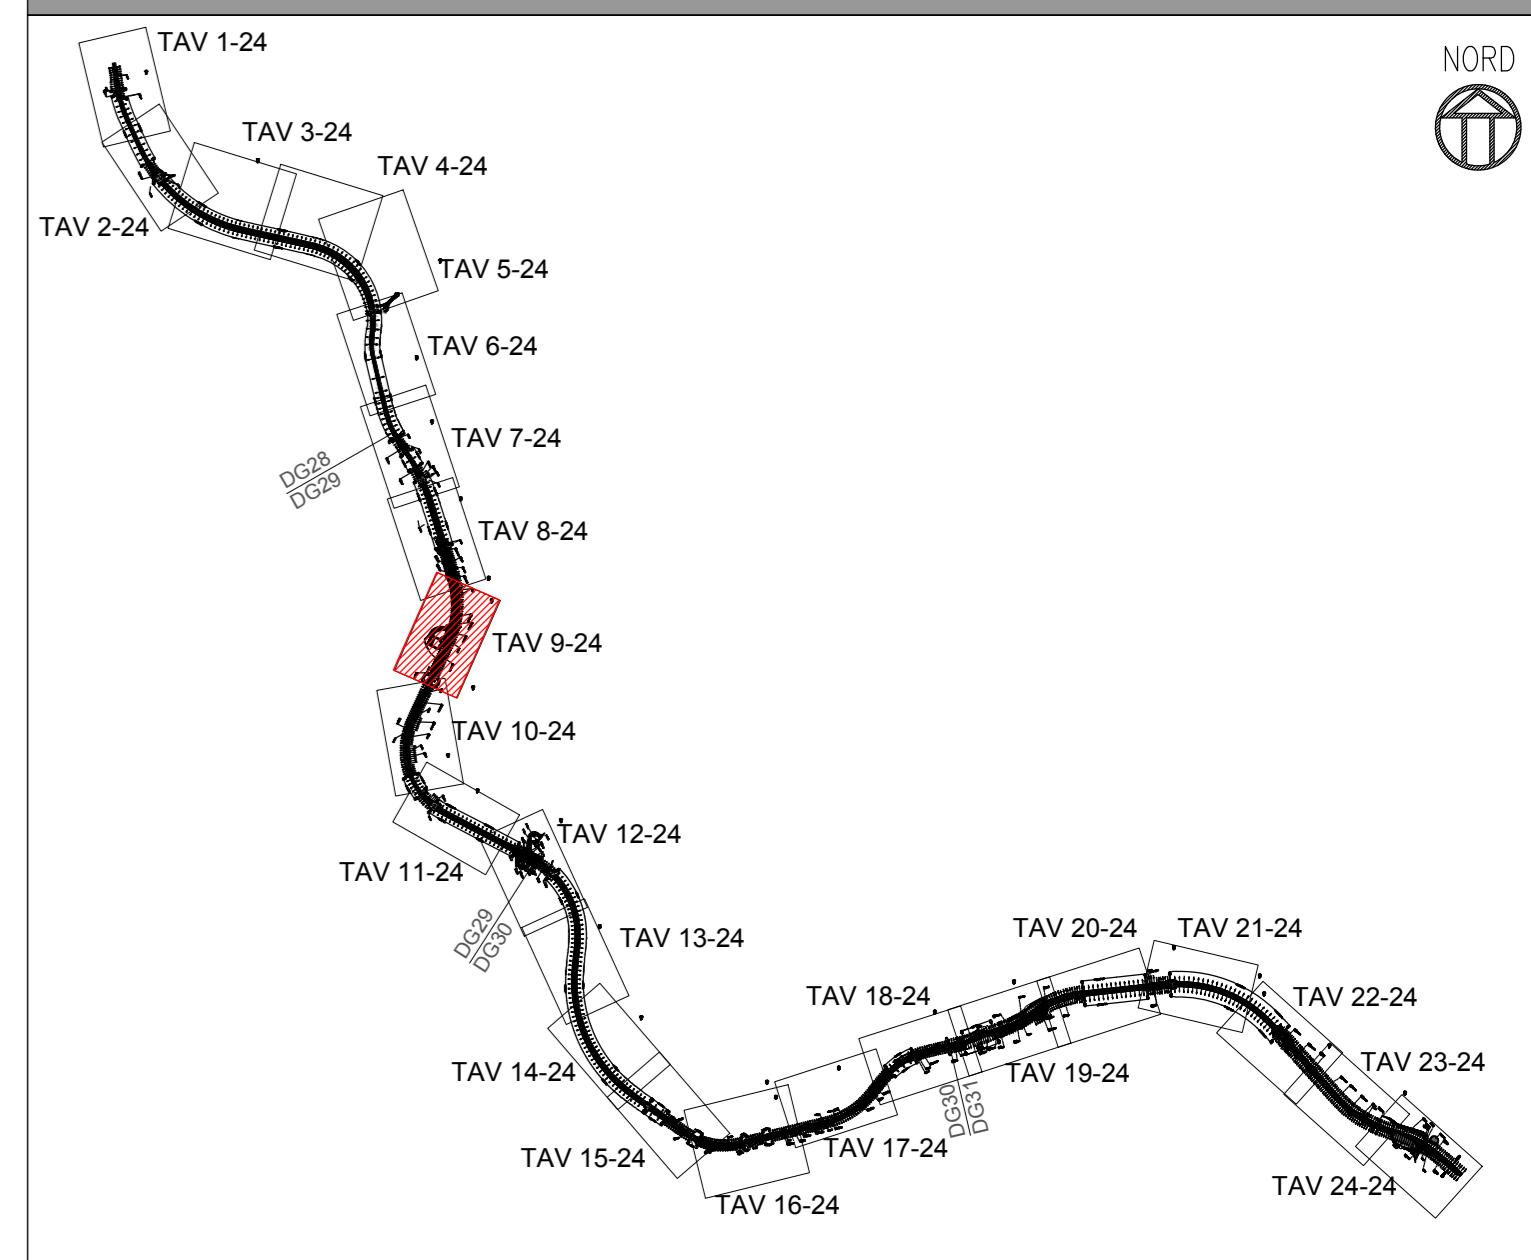 TAV 1-24
NORD
TAV 3-24
TAV 4-24
TAV 2-24
TAV 5-24
TAV 6-24
TAV 7-24
DG28
DG29
TAV 8-24
TAV 9-24
TAV 10-24
TAV 12-24
TAV 11-24
DG29
DG30
TAV 13-24
TAV 20-24
TAV 21-24
TAV 18-24
TAV 22-24
TAV 14-24
TAV 19-24
TAV 23-24
DG30
DG31
TAV 17-24
TAV 15-24
TAV 24-24
TAV 16-24